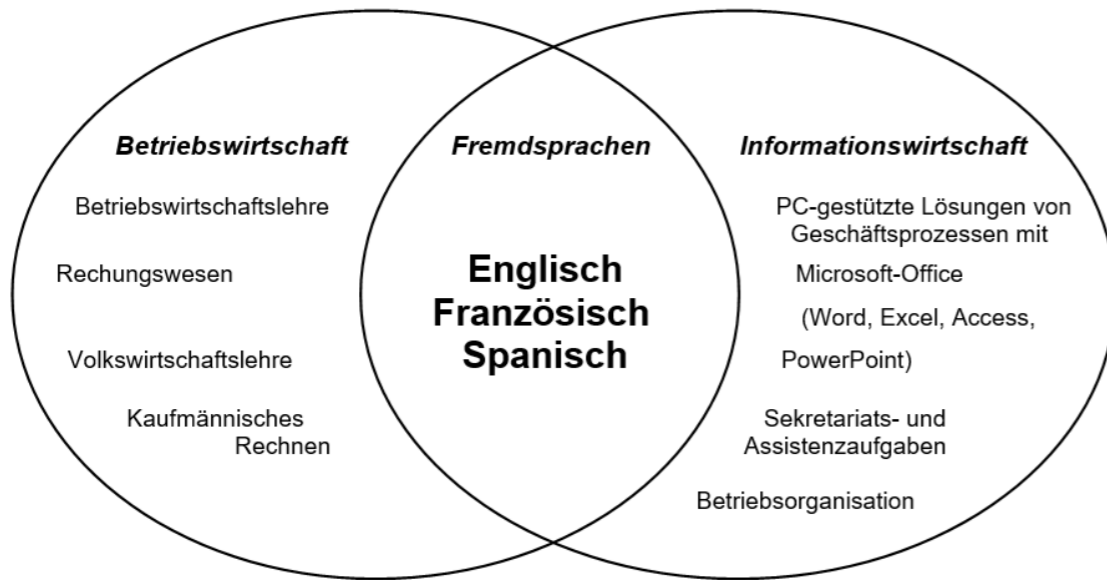 Betriebswirtschaft
Betriebswirtschaftslehre
Rechungswesen
Volkswirtschaftslehre
Kaufmännisches
Rechnen
Fremdsprachen
Englisch
Französisch
Spanisch
Informationswirtschaft
PC-gestützte Lösungen von
Geschäftsprozessen mit
Microsoft-Office
(Word, Excel, Access,
PowerPoint)
Sekretariats- und
Assistenzaufgaben
Betriebsorganisation